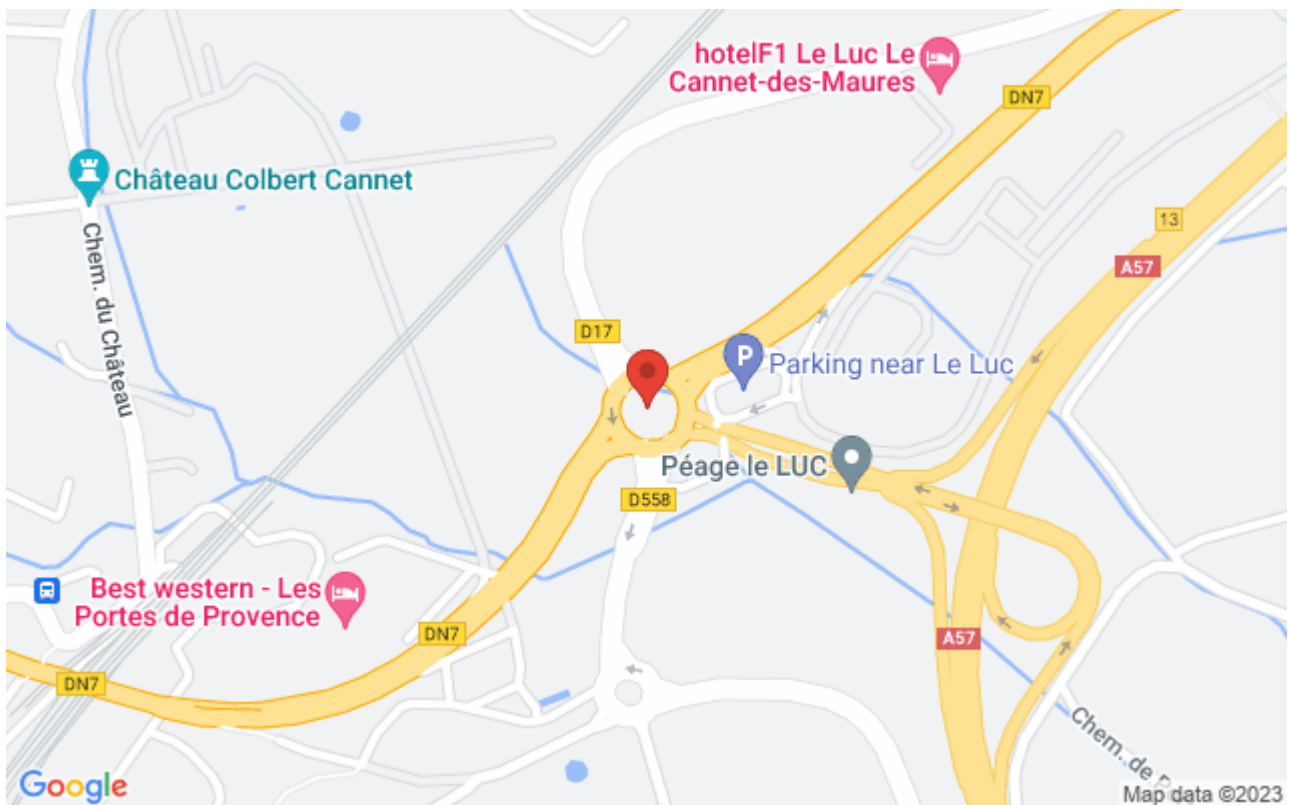 hotelF1 Le Luc Le
Cannet-des-Maures
DN7
Château Colbert Cannet
13
Chem. du Château
A57
D17
P
Parking near Le Luc
Péage le LUC
D558
Best western - Les
Portes de Provence
DN7
A57
DN7
Chem. de
Google
Map data ©2023